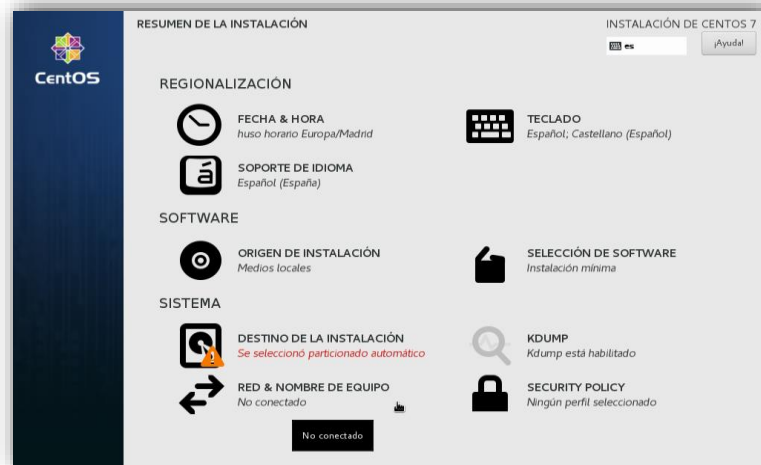 RESUMEN DE LA INSTALACIÓN
INSTALACIÓN DE CENTOS 7
es
¡Ayuda!
CentOS
REGIONALIZACIÓN
FECHA & HORA
huso horario Europa/Madrid
TECLADO
Español; Castellano (Español)
SOPORTE DE IDIOMA
Español (España)
SOFTWARE
ORIGEN DE INSTALACIÓN
Medios locales
SELECCIÓN DE SOFTWARE
Instalación mínima
SISTEMA
DESTINO DE LA INSTALACIÓN
Se seleccionó particionado automático
KDUMP
Kdump está habilitado
RED & NOMBRE DE EQUIPO
No conectado
SECURITY POLICY
Ningún perfil seleccionado
No conectado